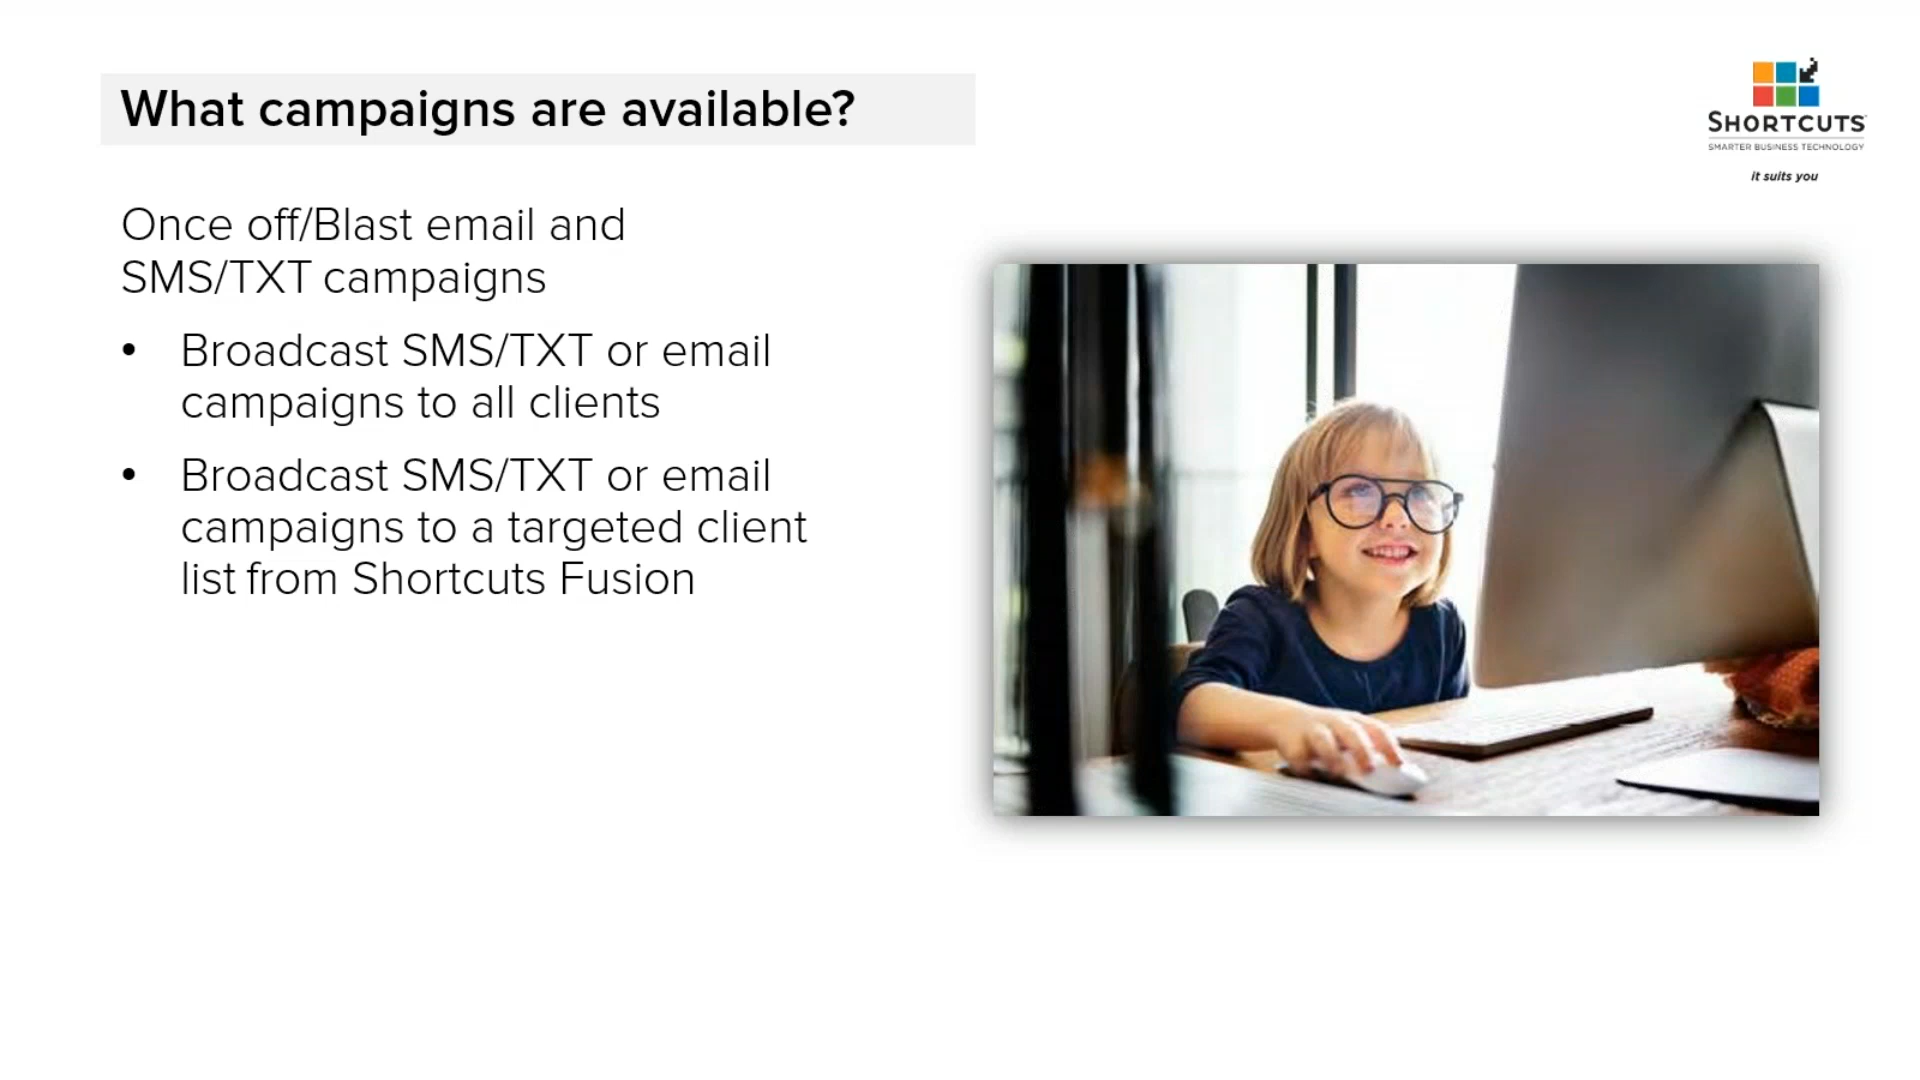 What campaigns are available?
SHORTCUTS
SMARTER BUSINESS TECHNOLOGY
it suits you
Once off/Blast email and
SMS/TXT campaigns
• Broadcast SMS/TXT or email
campaigns to all clients
• Broadcast SMS/TXT or email
campaigns to a targeted client
list from Shortcuts Fusion